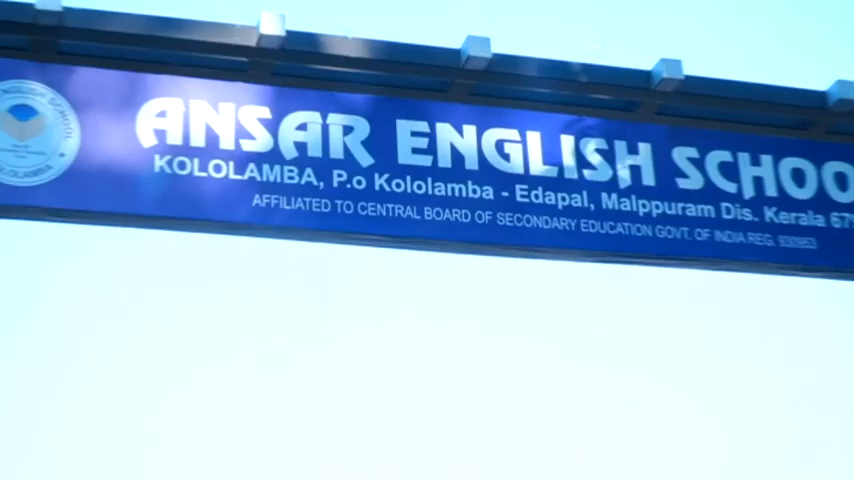 ANSAR ENGLISH SCHOO
KOLOLAMBA, P.o Kololamba - Edapal, Malppuram Dis. Kerala
AFFILIATED TO CENTRAL BOARD OF SECONDARY EDUCATION GOVT. OF INDIA REG.